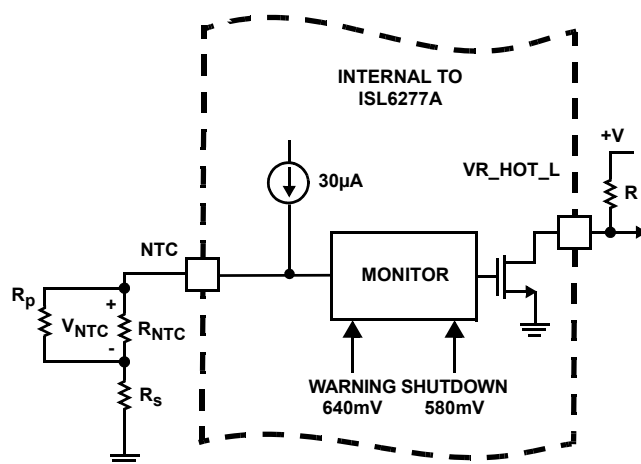 INTERNAL TO
ISL6277A
+V
VR_HOT_L
30µA
R
NTC
MONITOR
Rp
+
VNTC
RNTC
-
Rs
WARNING SHUTDOWN
640mV 580mV